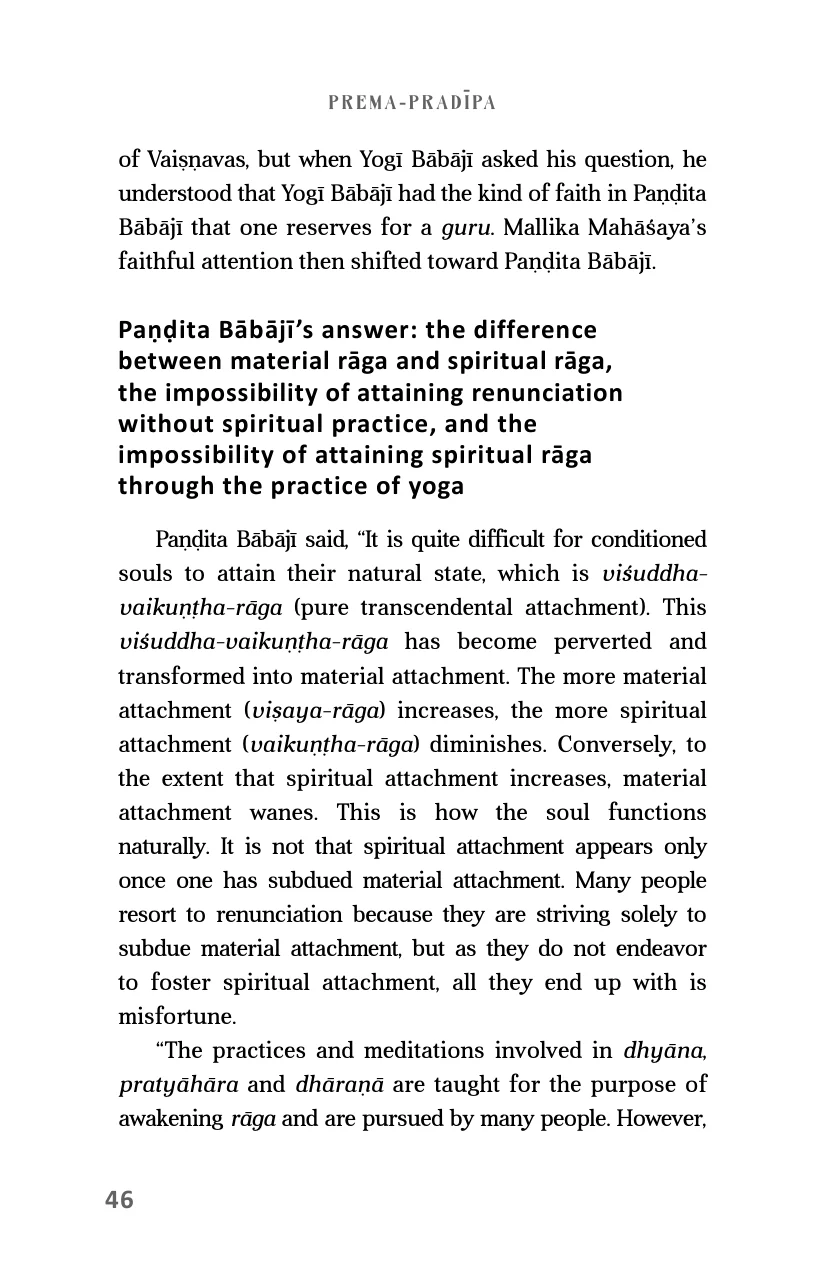 PREMA-PRADĪPA
of Vaiṣṇavas, but when Yogī Bābājī asked his question, he
understood that Yogī Bābājī had the kind of faith in Paṇḍita
Bābājī that one reserves for a guru. Mallika Mahāśaya’s
faithful attention then shifted toward Paṇḍita Bābājī.
Paṇḍita Bābājī’s answer: the difference
between material rāga and spiritual rāga,
the impossibility of attaining renunciation
without spiritual practice, and the
impossibility of attaining spiritual rāga
through the practice of yoga
Paṇḍita Bābājī said, “It is quite difficult for conditioned
souls to attain their natural state, which is viśuddha-
vaikuṇṭha-rāga (pure transcendental attachment). This
viśuddha-vaikuṇṭha-rāga has become perverted and
transformed into material attachment. The more material
attachment (viṣaya-rāga) increases, the more spiritual
attachment (vaikuṇṭha-rāga) diminishes. Conversely, to
the extent that spiritual attachment increases, material
attachment wanes. This is how the soul functions
naturally. It is not that spiritual attachment appears only
once one has subdued material attachment. Many people
resort to renunciation because they are striving solely to
subdue material attachment, but as they do not endeavor
to foster spiritual attachment, all they end up with is
misfortune.
“The practices and meditations involved in dhyāna,
pratyāhāra and dhāraṇā are taught for the purpose of
awakening rāga and are pursued by many people. However,
46